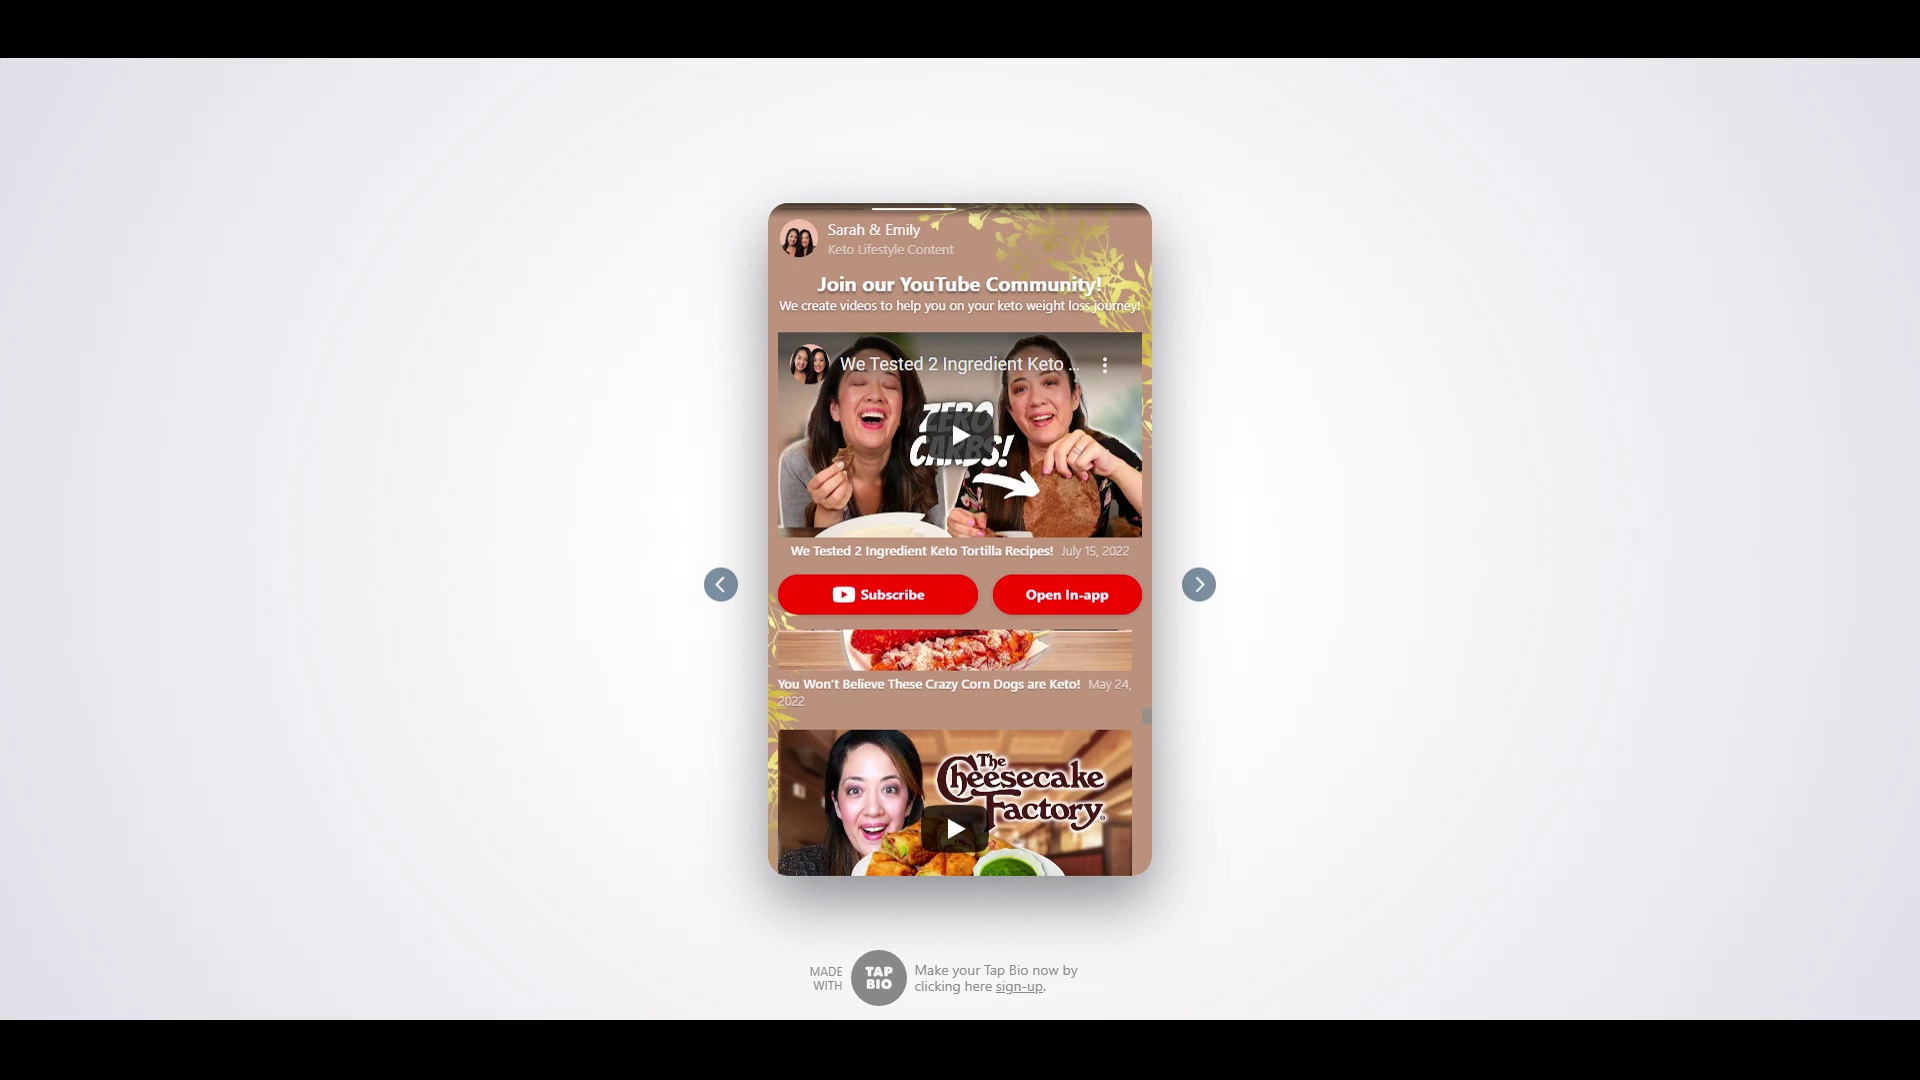 Sarah & Emily
Keto Lifestyle Content
Join our YouTube Community!
We create videos to help you on your keto weight loss journey!
We Tested 2 Ingredient Keto ...
ZERO
CARBS!
We Tested 2 Ingredient Keto Tortilla Recipes! July 15, 2022
Subscribe
Open In-app
You Won't Believe These Crazy Corn Dogs are Keto! May 24,
2022
The
Cheesecake
Factory
MADE
WITH
TAP
BIO
Make your Tap Bio now by
clicking here sign-up.